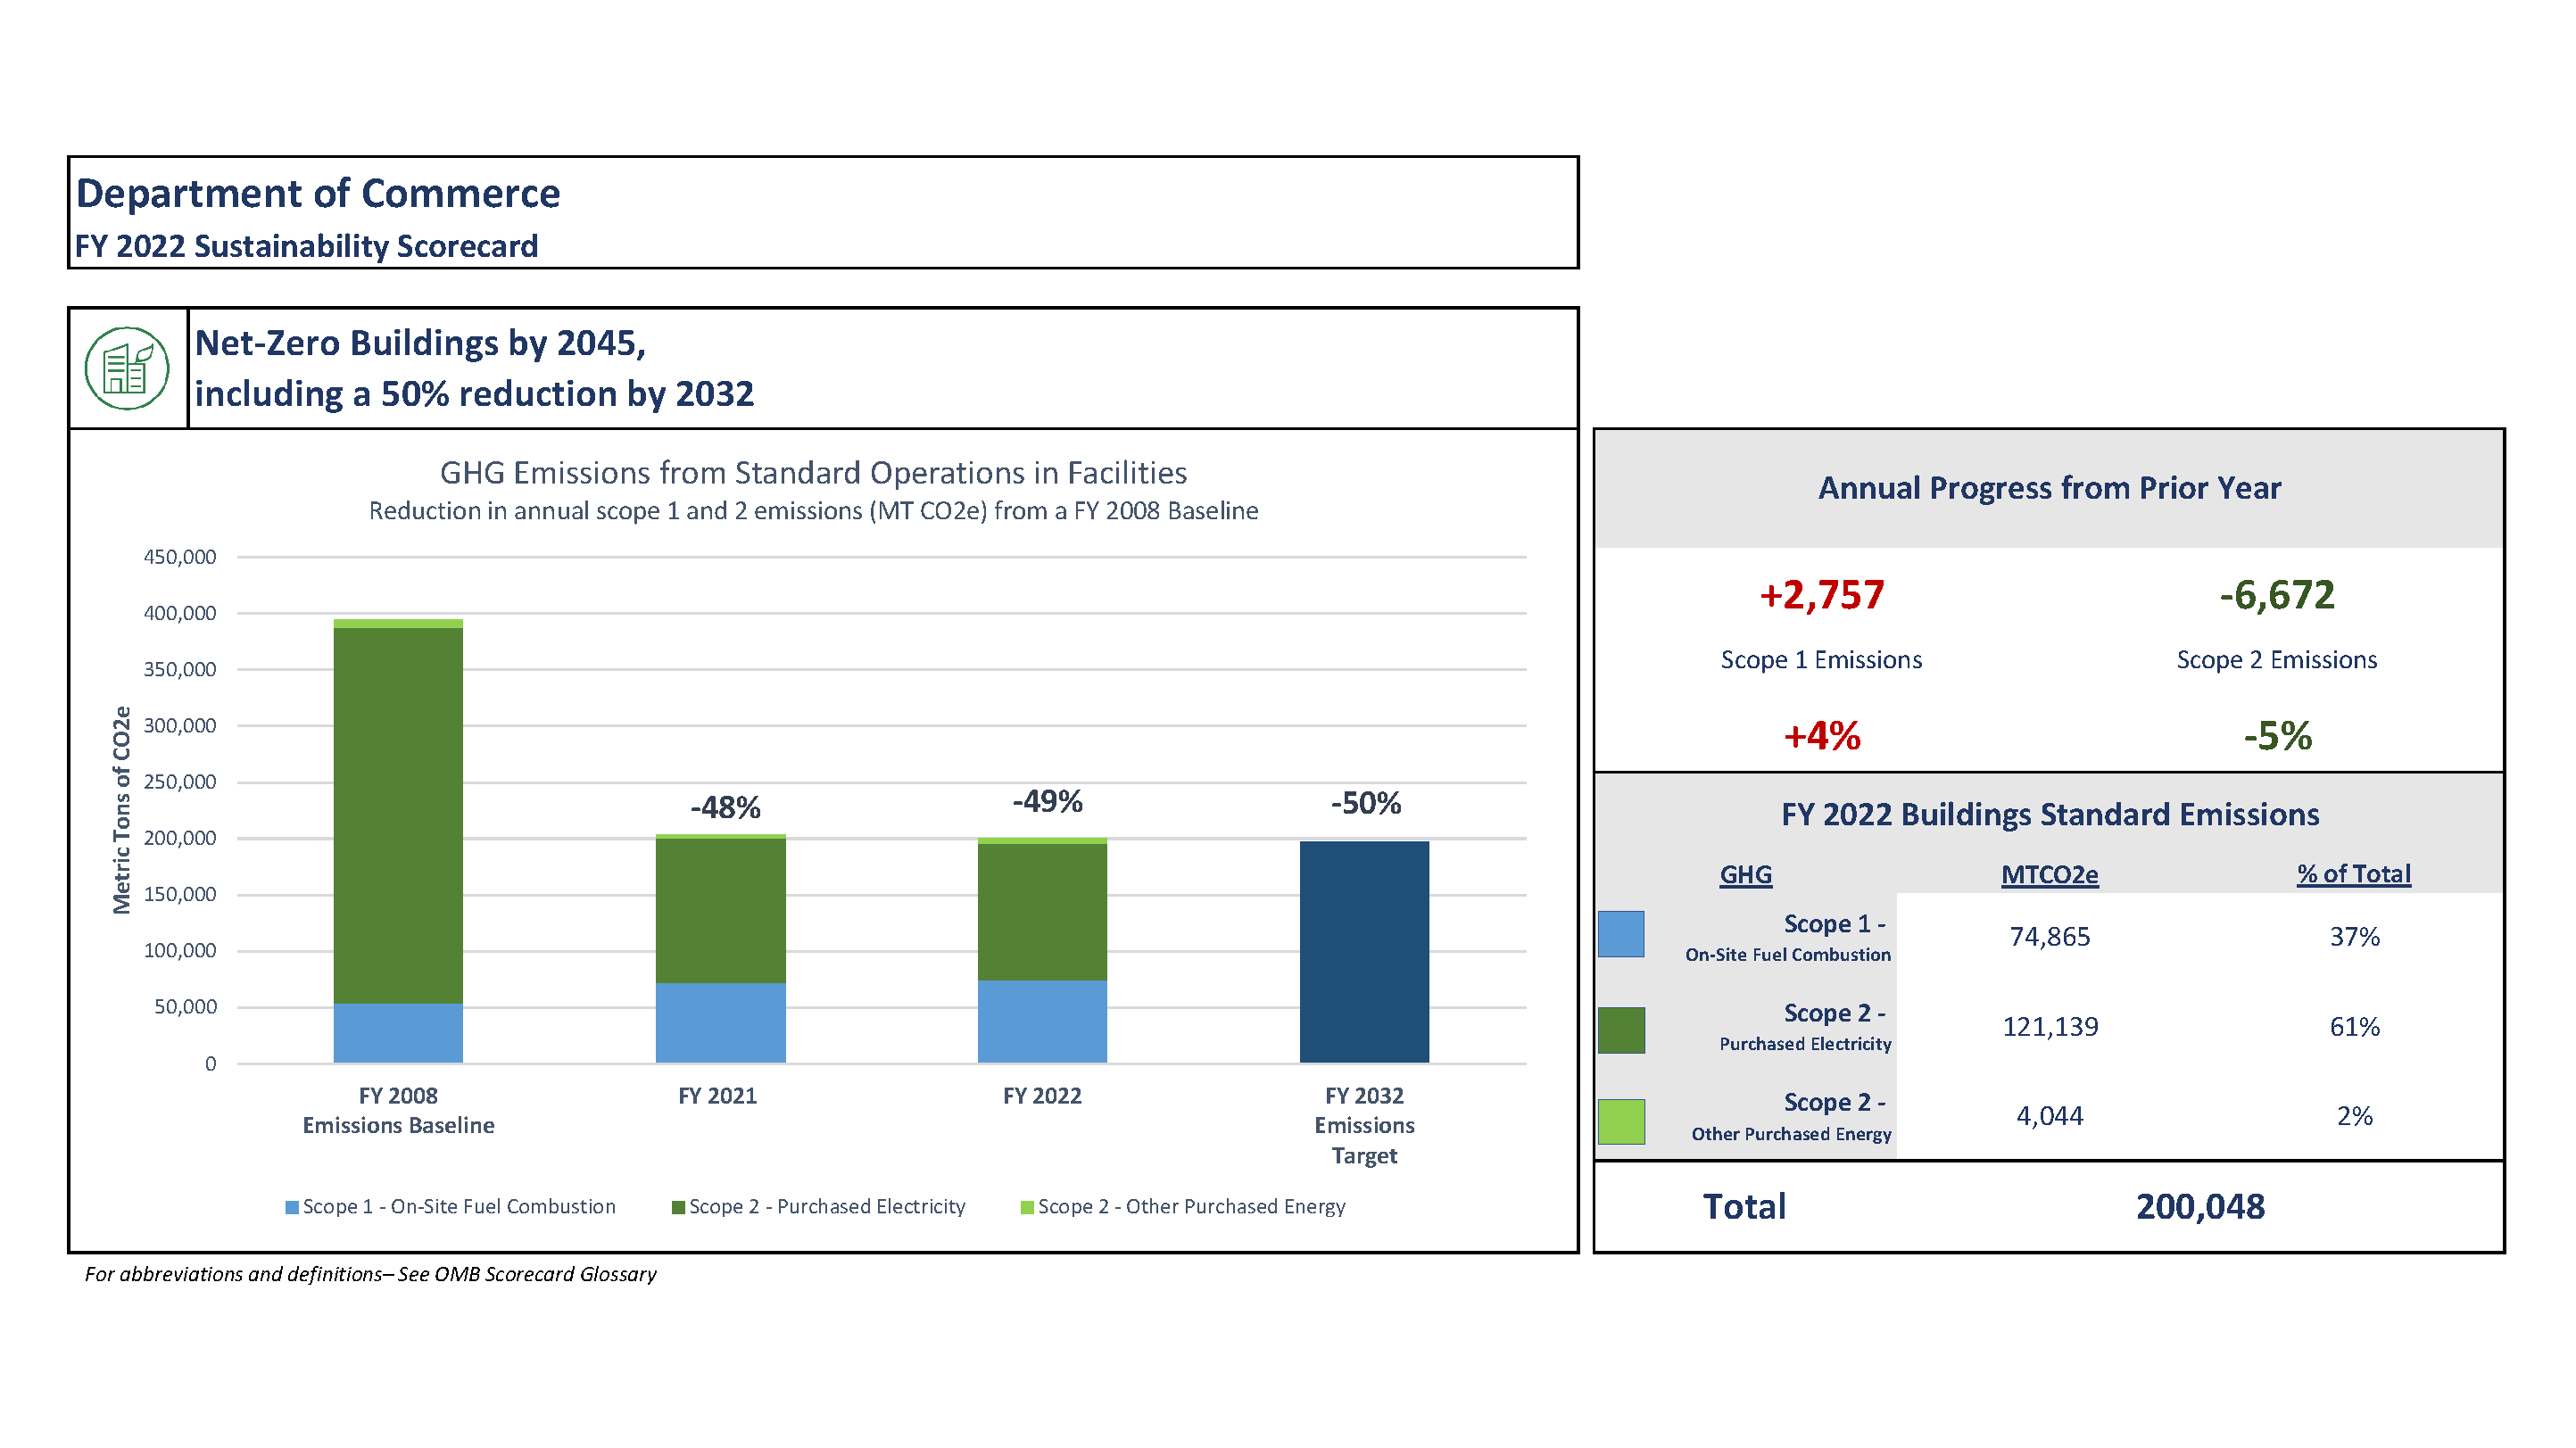 Department of Commerce
FY 2022 Sustainability Scorecard
Net-Zero Buildings by 2045,
including a 50% reduction by 2032
GHG Emissions from Standard Operations in Facilities
Reduction in annual scope 1 and 2 emissions (MT CO2e) from a FY 2008 Baseline
Metric Tons of CO2e
450,000
400,000
350,000
300,000
250,000
200,000
150,000
100,000
50,000
0
-48%
-49%
-50%
FY 2008
Emissions Baseline
FY 2021
FY 2022
FY 2032
Emissions
Target
Scope 1 - On-Site Fuel Combustion
Scope 2 - Purchased Electricity
Scope 2 - Other Purchased Energy
Annual Progress from Prior Year
+2,757
-6,672
Scope 1 Emissions
Scope 2 Emissions
+4%
-5%
FY 2022 Buildings Standard Emissions
GHG MTCO2e % of Total
Scope 1 -
On-Site Fuel Combustion
74,865 37%
Scope 2 -
Purchased Electricity
121,139 61%
Scope 2 -
Other Purchased Energy
4,044 2%
Total 200,048
For abbreviations and definitions– See OMB Scorecard Glossary